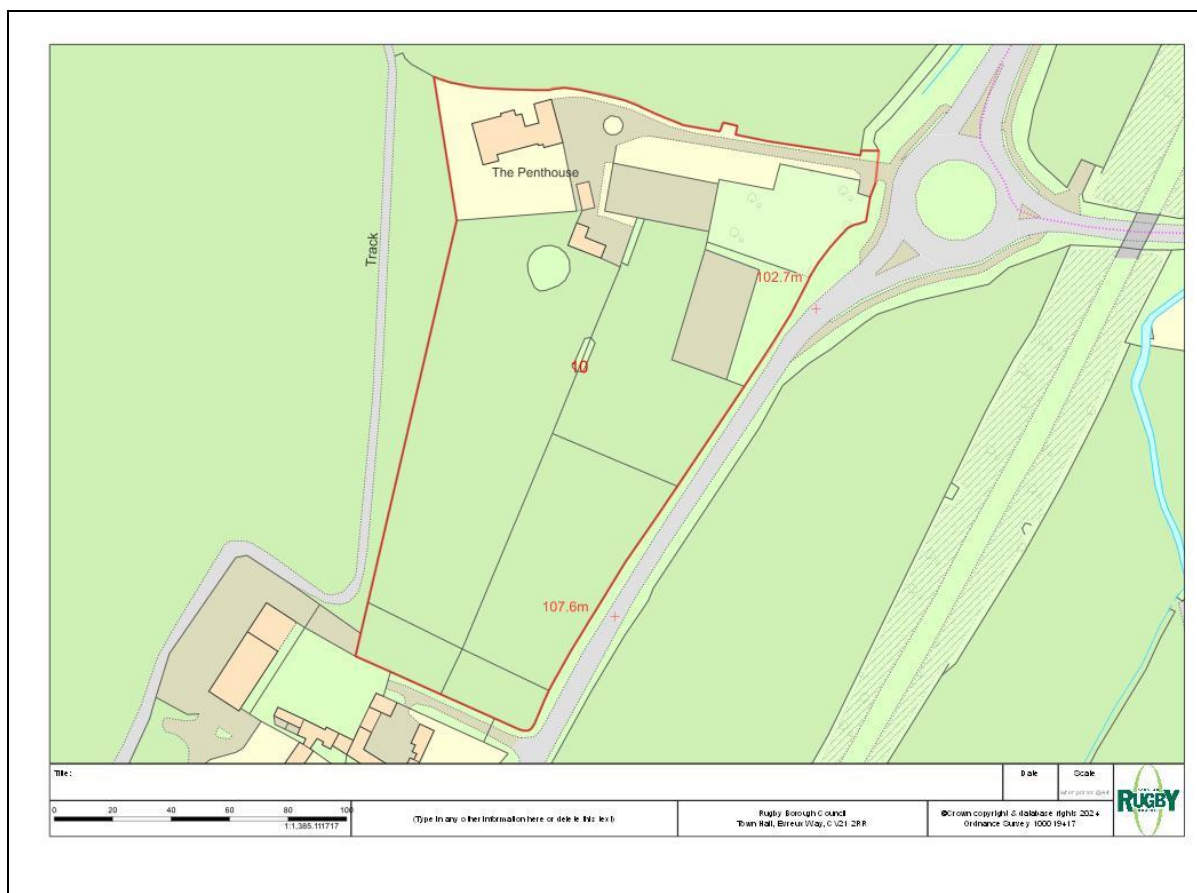 The Penthouse
Track
102.7m
10
107.6m
Title:
Date
Scale
0 20 40 60 80 100
1:1,385.111717
(Type in any other information here or delete this text)
Rugby Borough Council
Town Hall, Evreux Way, CV21 2RR
©Crown copyright & database rights 2024
Ordnance Survey 100019417
RUGBY